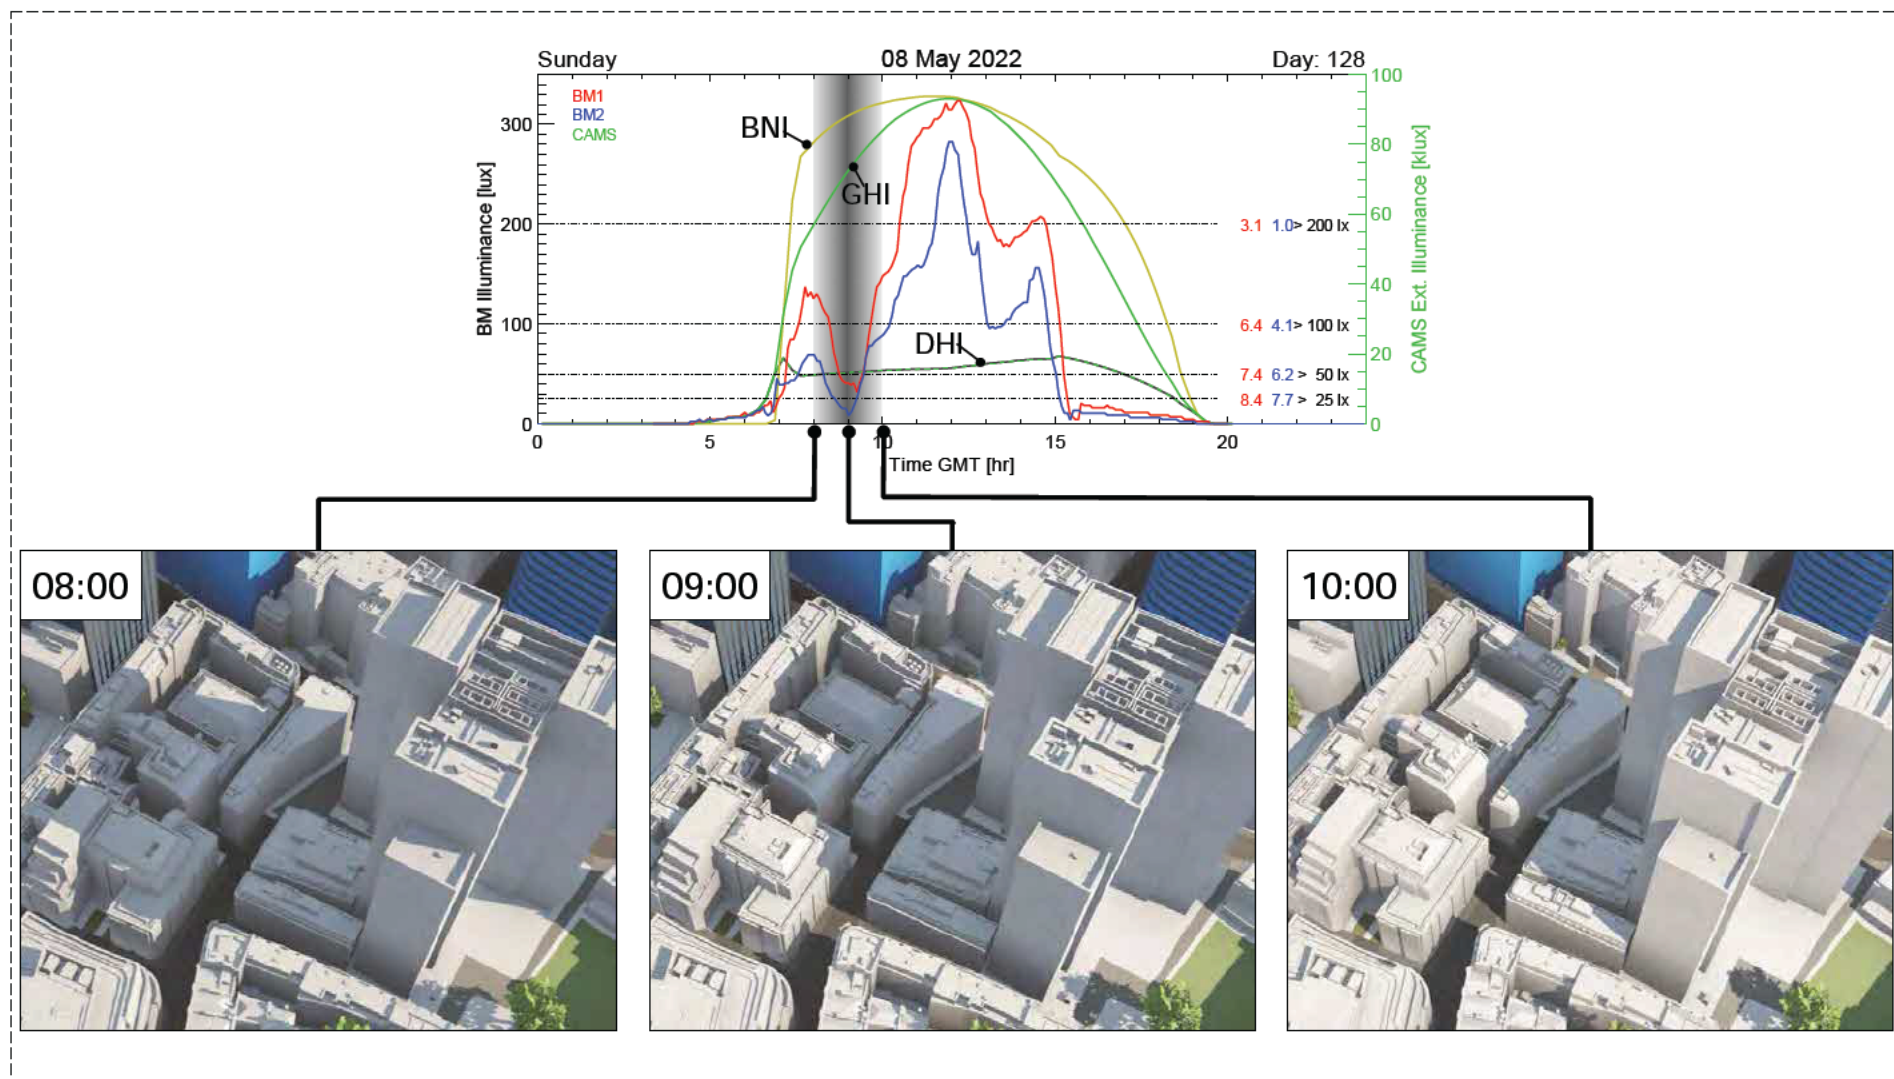 Sunday 08 May 2022 Day: 128
BM1
BM2
CAMS
BNI
GHI
DHI
BM Illuminance [lux]
300
200
100
0
CAMS Ext. Illuminance [klux]
100
80
60
40
20
0
3.1 1.0> 200 lx
6.4 4.1> 100 lx
7.4 6.2 > 50 lx
8.4 7.7 > 25 lx
0 5 10 15 20
Time GMT [hr]
08:00
09:00
10:00